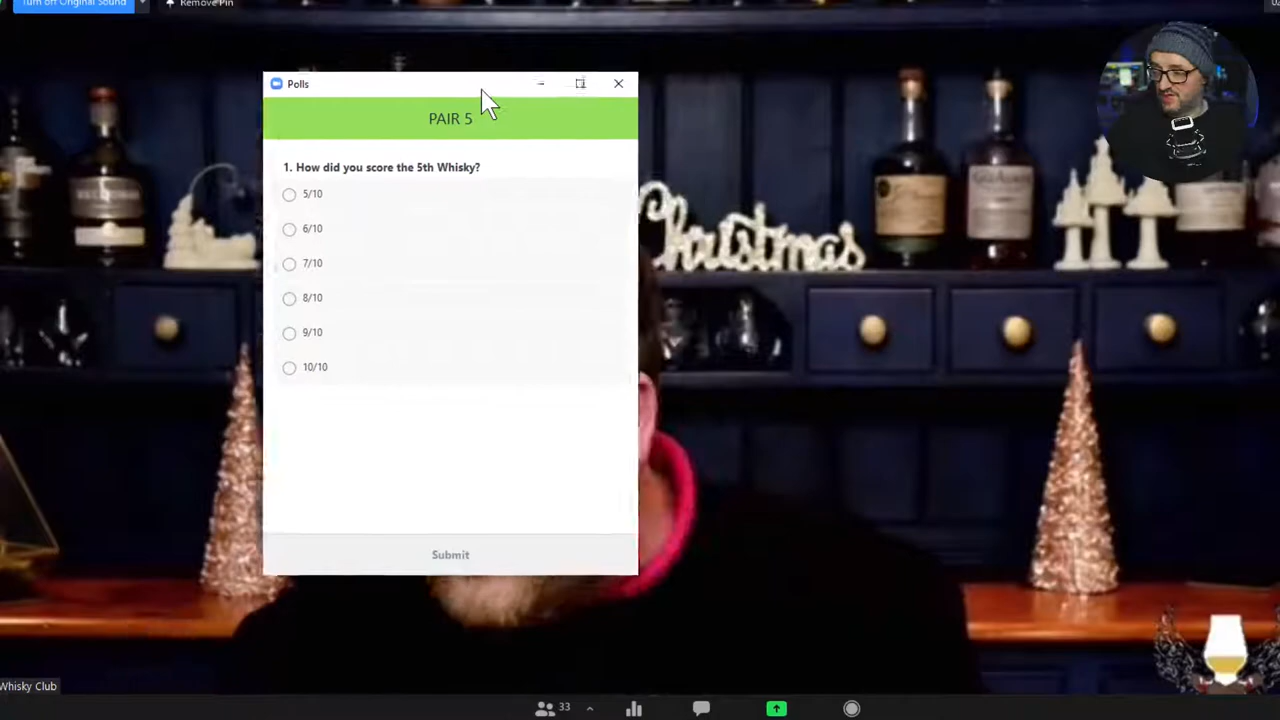 Turn off Original Sound
Remove Pin
Polls
PAIR 5
1. How did you score the 5th Whisky?
5/10
6/10
7/10
8/10
9/10
10/10
Submit
Christmas
Whisky Club
33